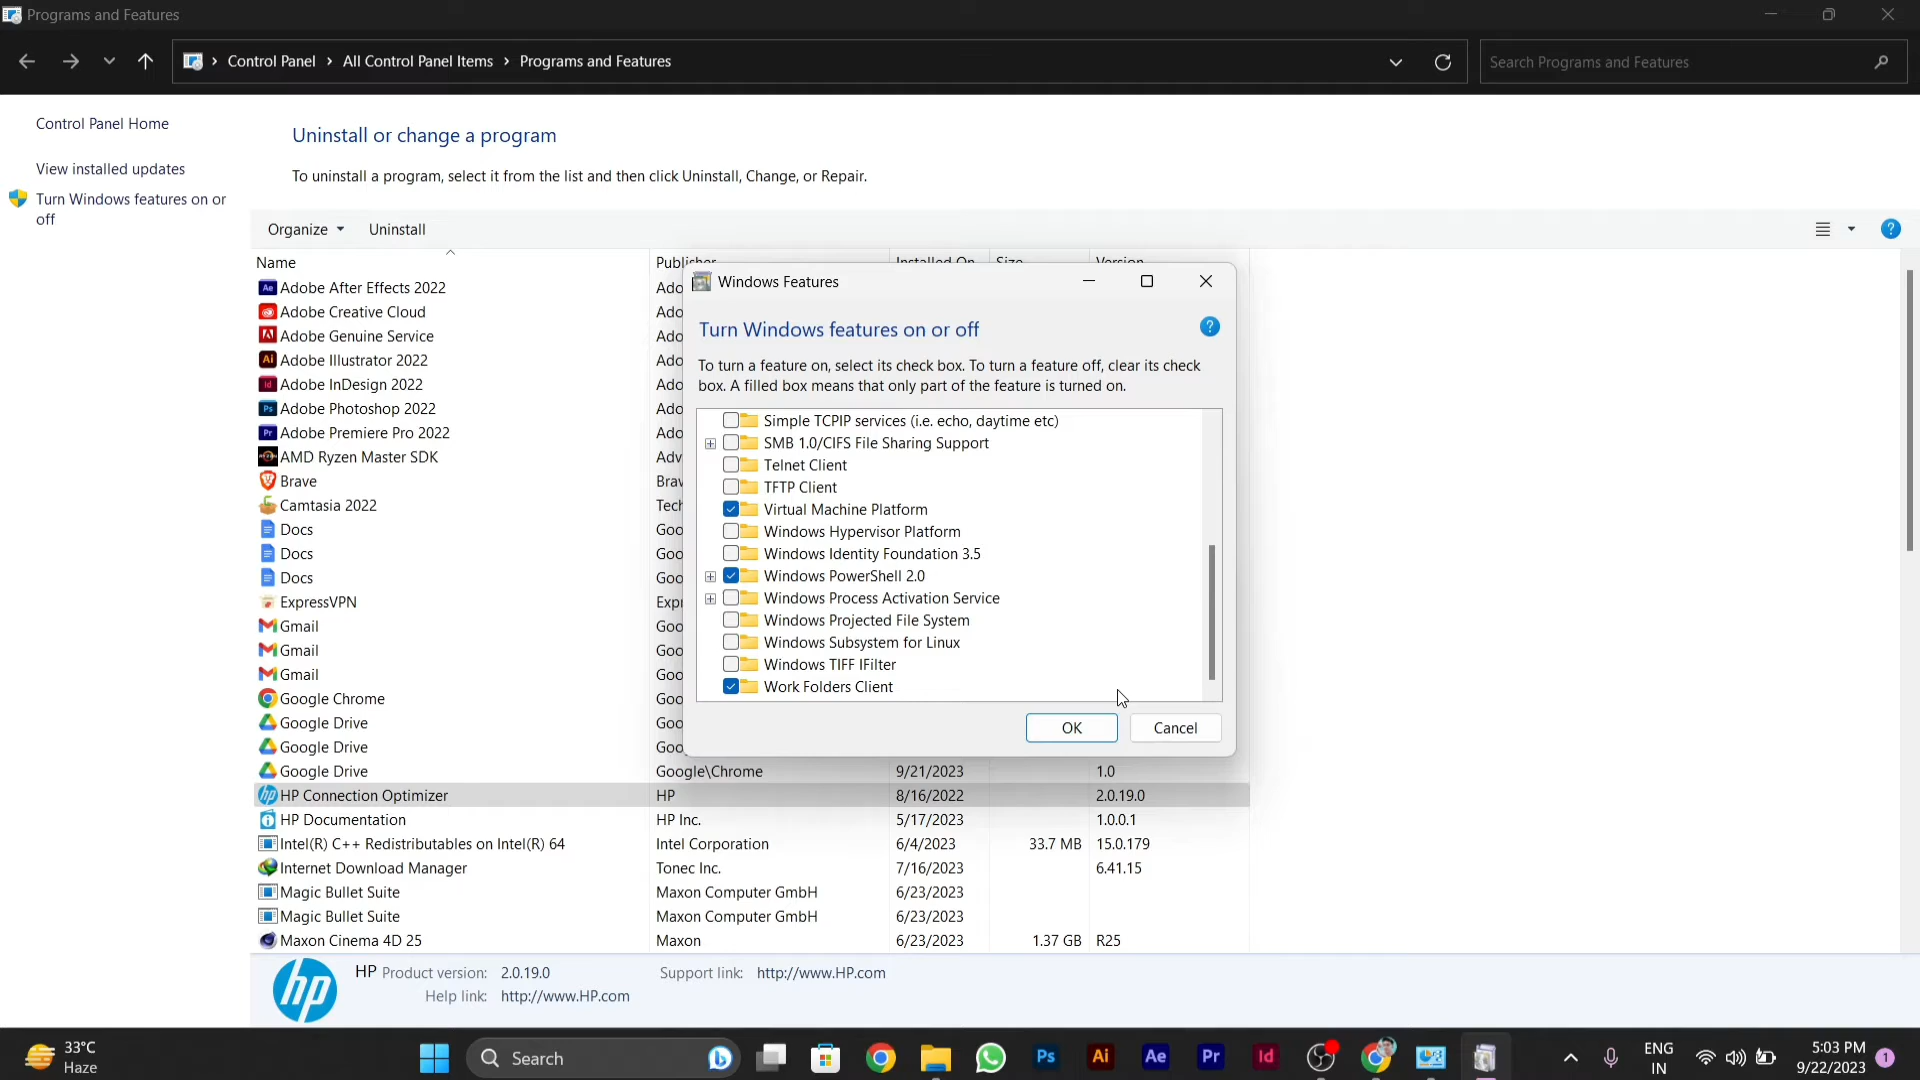 Programs and Features
Control Panel > All Control Panel Items > Programs and Features
Search Programs and Features
Control Panel Home
View installed updates
Turn Windows features on or
off
Uninstall or change a program
To uninstall a program, select it from the list and then click Uninstall, Change, or Repair.
Organize
Uninstall
Name
Publisher
Installed On
Size
Version
Adobe After Effects 2022
Adobe Creative Cloud
Adobe Genuine Service
Adobe Illustrator 2022
Adobe InDesign 2022
Adobe Photoshop 2022
Adobe Premiere Pro 2022
AMD Ryzen Master SDK
Brave
Camtasia 2022
Docs
Docs
Docs
ExpressVPN
Gmail
Gmail
Gmail
Google Chrome
Google Drive
Google Drive
Google Drive Google\Chrome 9/21/2023 1.0
HP Connection Optimizer HP 8/16/2022 2.0.19.0
HP Documentation HP Inc. 5/17/2023 1.0.0.1
Intel(R) C++ Redistributables on Intel(R) 64 Intel Corporation 6/4/2023 33.7 MB 15.0.179
Internet Download Manager Tonec Inc. 7/16/2023 6.41.15
Magic Bullet Suite Maxon Computer GmbH 6/23/2023
Magic Bullet Suite Maxon Computer GmbH 6/23/2023
Maxon Cinema 4D 25 Maxon 6/23/2023 1.37 GB R25
Windows Features
Turn Windows features on or off
To turn a feature on, select its check box. To turn a feature off, clear its check
box. A filled box means that only part of the feature is turned on.
Simple TCPIP services (i.e. echo, daytime etc)
SMB 1.0/CIFS File Sharing Support
Telnet Client
TFTP Client
Virtual Machine Platform
Windows Hypervisor Platform
Windows Identity Foundation 3.5
Windows PowerShell 2.0
Windows Process Activation Service
Windows Projected File System
Windows Subsystem for Linux
Windows TIFF IFilter
Work Folders Client
OK
Cancel
hp
HP Product version: 2.0.19.0
Help link: http://www.HP.com
Support link: http://www.HP.com
33°C
Haze
Search
Ps
Ai
Ae
Pr
Id
ENG
IN
5:03 PM
9/22/2023
1